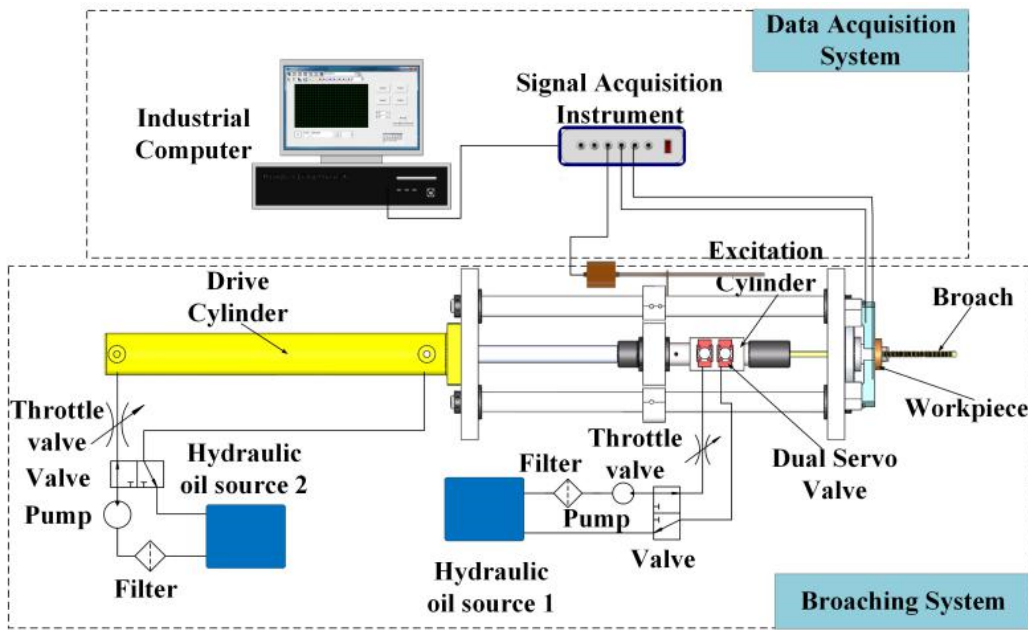 Data Acquisition
System
Signal Acquisition
Instrument
Industrial
Computer
Excitation
Cylinder
Drive
Cylinder
Broach
Throttle
valve
Workpiece
Throttle
valve
Dual Servo
Valve
Filter
Hydraulic
oil source 2
Valve
Pump
Pump
Valve
Filter
Hydraulic
oil source 1
Broaching System